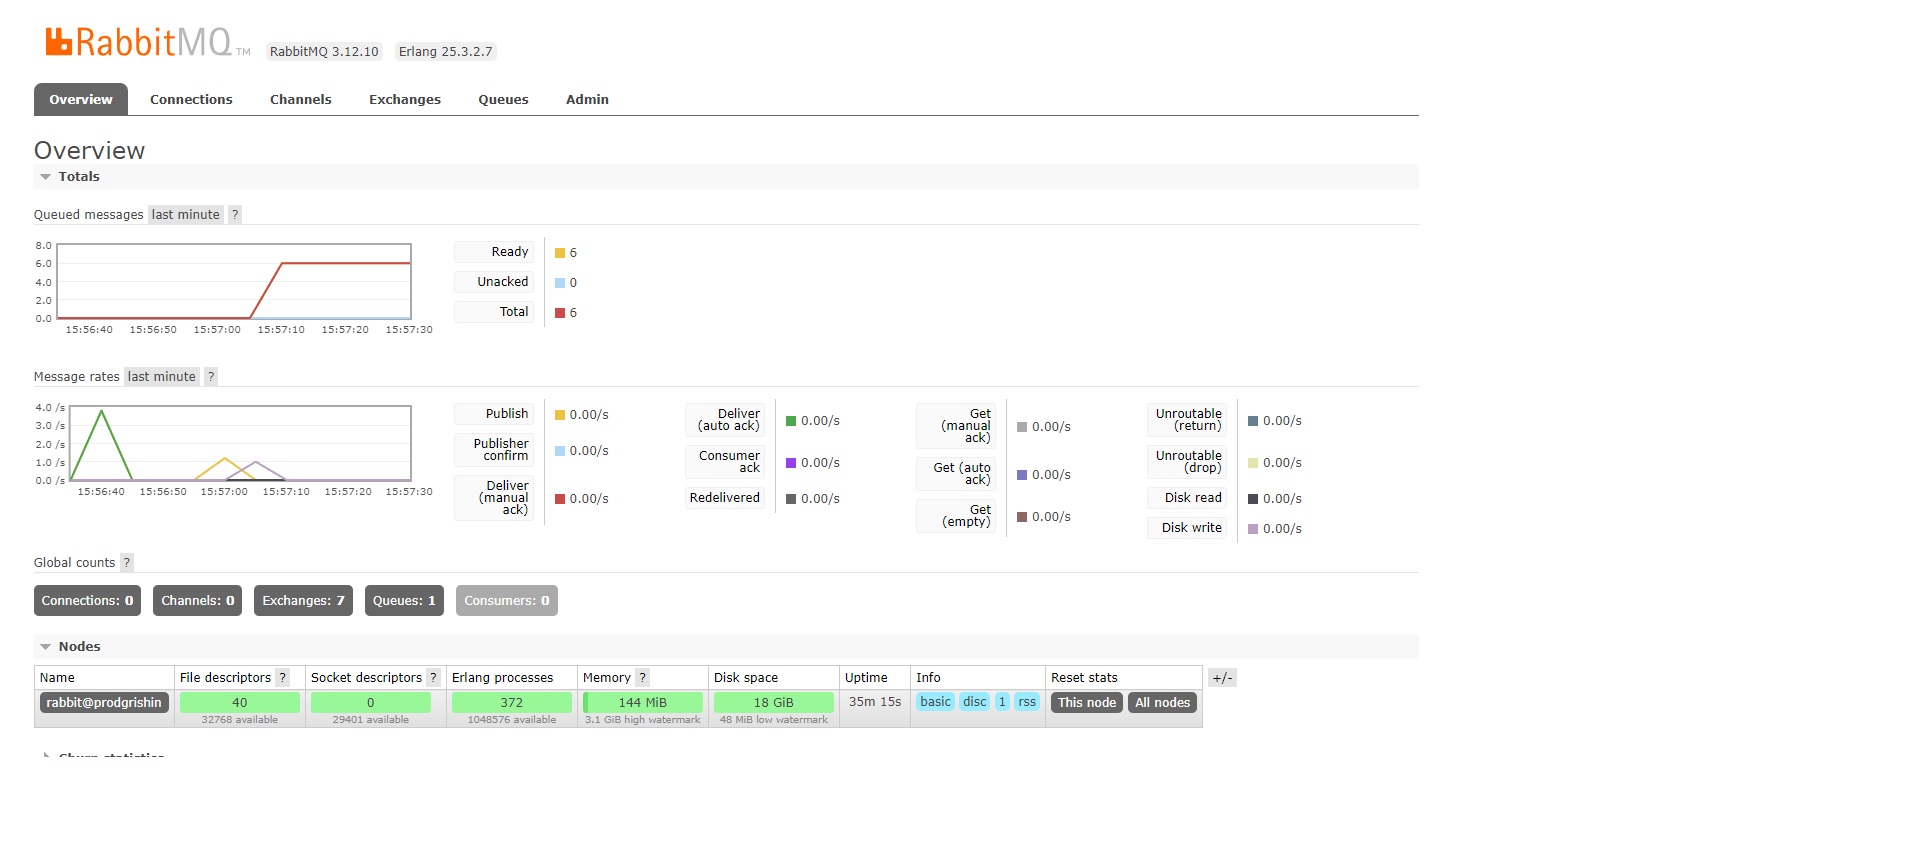 RabbitMQ TM RabbitMQ 3.12.10 Erlang 25.3.2.7
Overview Connections Channels Exchanges Queues Admin
Overview
Totals
Queued messages last minute ?
8.0
6.0
4.0
2.0
0.0
15:56:40 15:56:50 15:57:00 15:57:10 15:57:20 15:57:30
Ready 6
Unacked 0
Total 6
Message rates last minute ?
4.0 /s
3.0 /s
2.0 /s
1.0 /s
0.0 /s
15:56:40 15:56:50 15:57:00 15:57:10 15:57:20 15:57:30
Publish 0.00/s
Publisher
confirm 0.00/s
Deliver
(manual
ack) 0.00/s
Deliver
(auto ack) 0.00/s
Consumer
ack 0.00/s
Redelivered 0.00/s
Get
(manual
ack) 0.00/s
Get (auto
ack) 0.00/s
Get
(empty) 0.00/s
Unroutable
(return) 0.00/s
Unroutable
(drop) 0.00/s
Disk read 0.00/s
Disk write 0.00/s
Global counts ?
Connections: 0 Channels: 0 Exchanges: 7 Queues: 1 Consumers: 0
Nodes
Name File descriptors ? Socket descriptors ? Erlang processes Memory ? Disk space Uptime Info Reset stats +/-
rabbit@prodgrishin 40 0 372 144 MiB 18 GiB 35m 15s basic disc 1 rss This node All nodes
32768 available 29401 available 1048576 available 3.1 GiB high watermark 48 MiB low watermark
Churn statistics